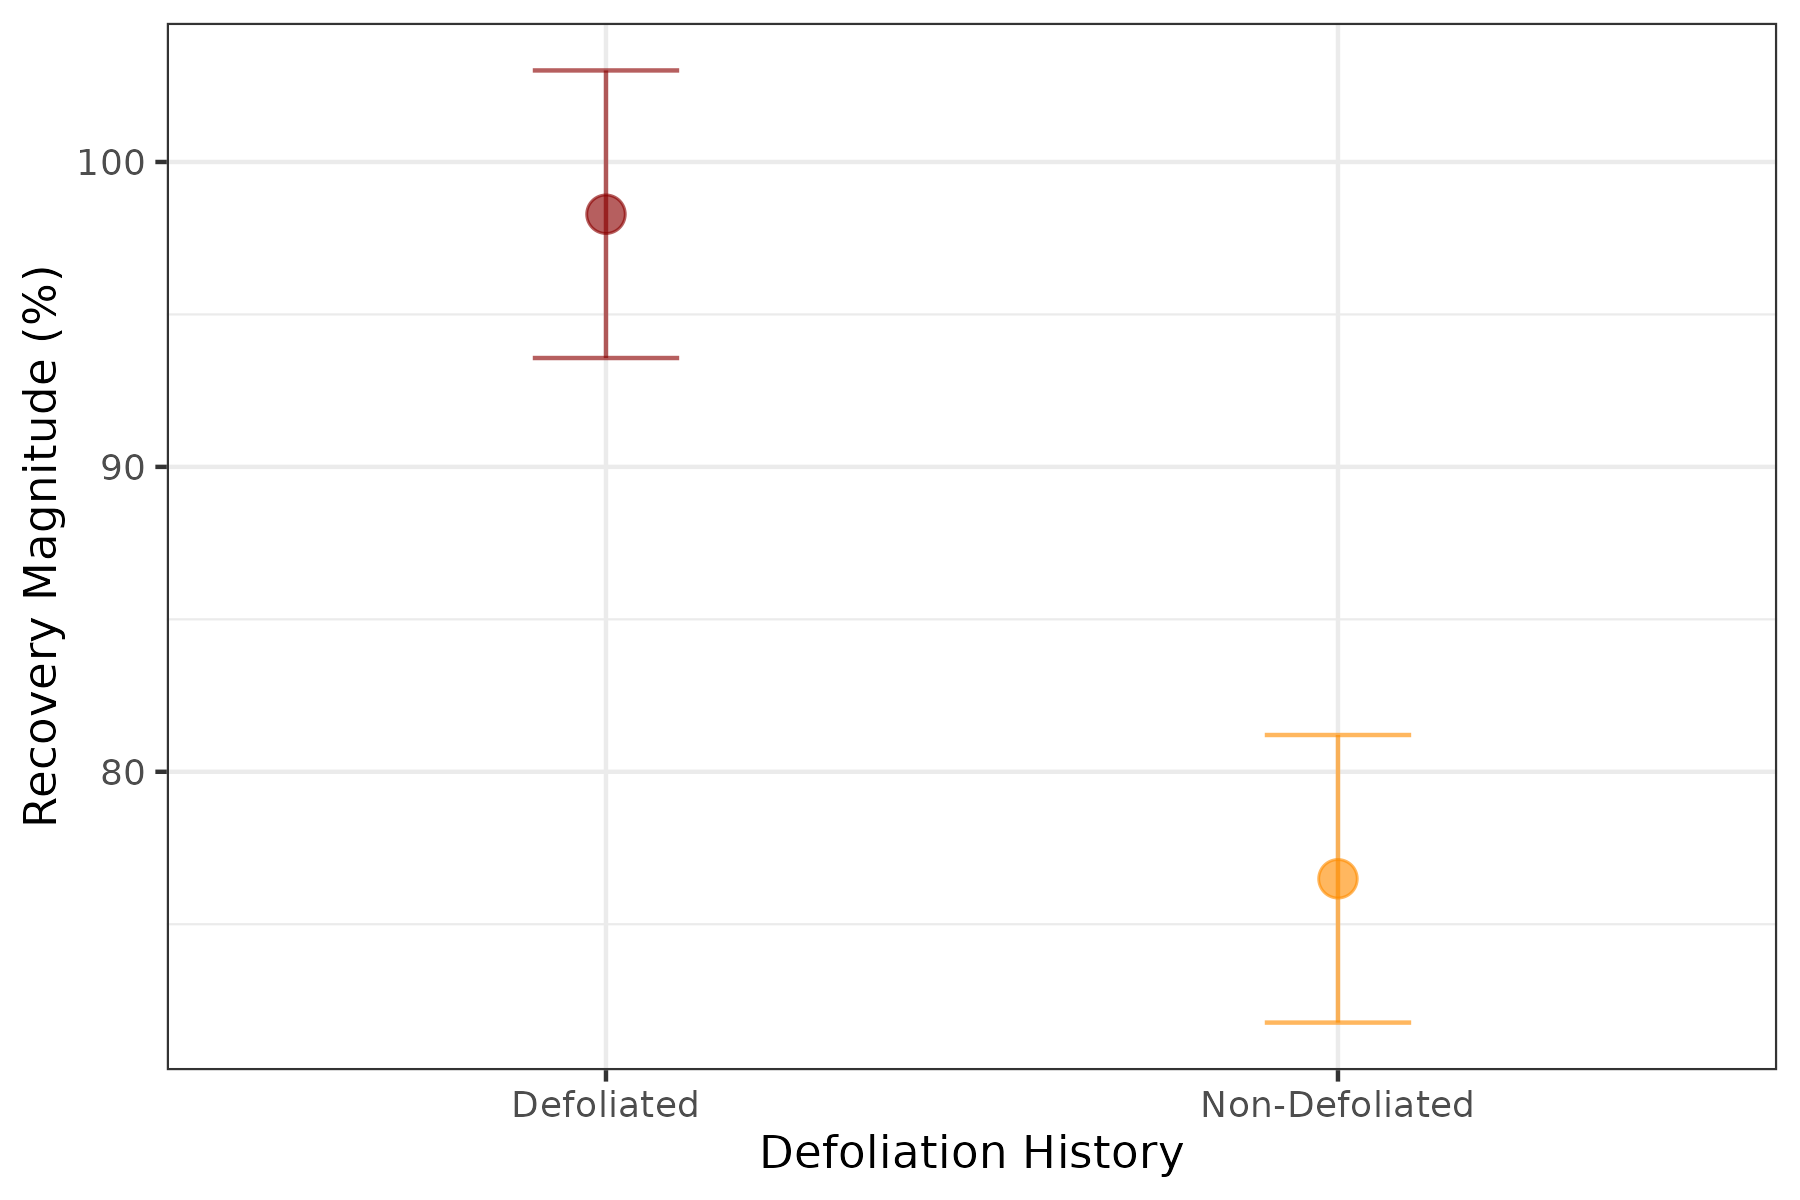 Recovery Magnitude (%)
100
90
80
Defoliated
Non-Defoliated
Defoliation History